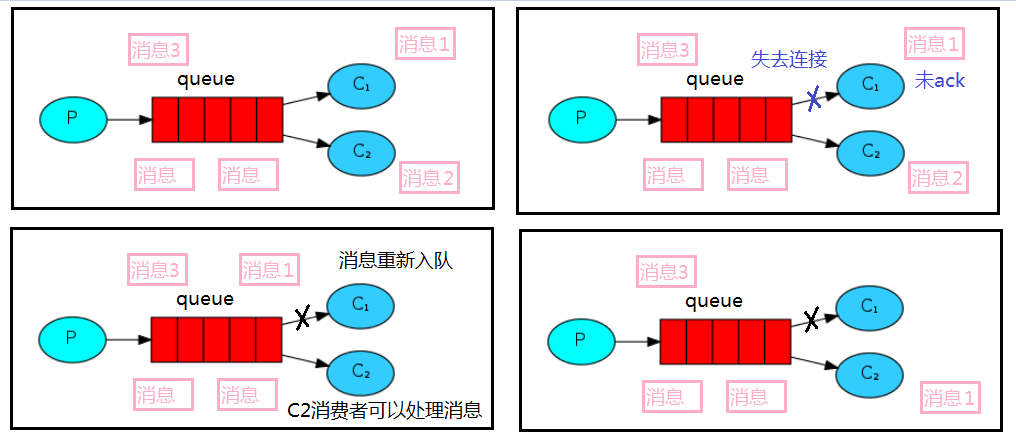 消息3
消息1
queue
P
C₁
C₂
消息
消息
消息2
消息3
失去连接
消息1
queue
未ack
P
C₁
C₂
消息
消息
消息2
消息3
消息1
消息重新入队
queue
P
C₁
C₂
消息
消息
C2消费者可以处理消息
消息3
queue
P
C₁
C₂
消息
消息
消息1